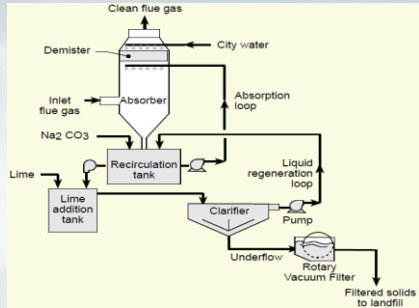 Clean flue gas
City water
Demister
Inlet
flue gas
Absorber
Absorption
loop
Na2 CO3
Recirculation
tank
Liquid
regeneration
loop
Lime
Lime
addition
tank
Clarifier
Pump
Underflow
Rotary
Vacuum Filter
Filtered solids
to landfill